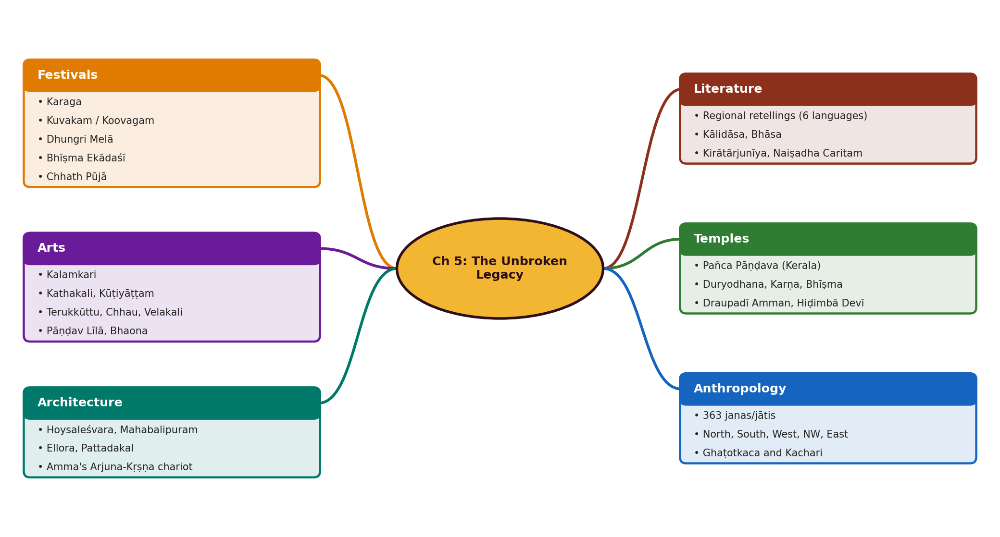 Festivals
• Karaga
• Kuvakam / Koovagam
• Dhungri Melā
• Bhīṣma Ekādaśī
• Chhath Pūjā
Arts
• Kalamkari
• Kathakali, Kūṭiyāṭṭam
• Terukkūttu, Chhau, Velakali
• Pāṇḍav Līlā, Bhaona
Architecture
• Hoysaleśvara, Mahabalipuram
• Ellora, Pattadakal
• Amma's Arjuna-Kṛṣṇa chariot
Ch 5: The Unbroken
Legacy
Literature
• Regional retellings (6 languages)
• Kālidāsa, Bhāsa
• Kirātārjunīya, Naiṣadha Caritam
Temples
• Pañca Pāṇḍava (Kerala)
• Duryodhana, Karṇa, Bhīṣma
• Draupadī Amman, Hiḍimbā Devī
Anthropology
• 363 janas/jātis
• North, South, West, NW, East
• Ghaṭotkaca and Kachari